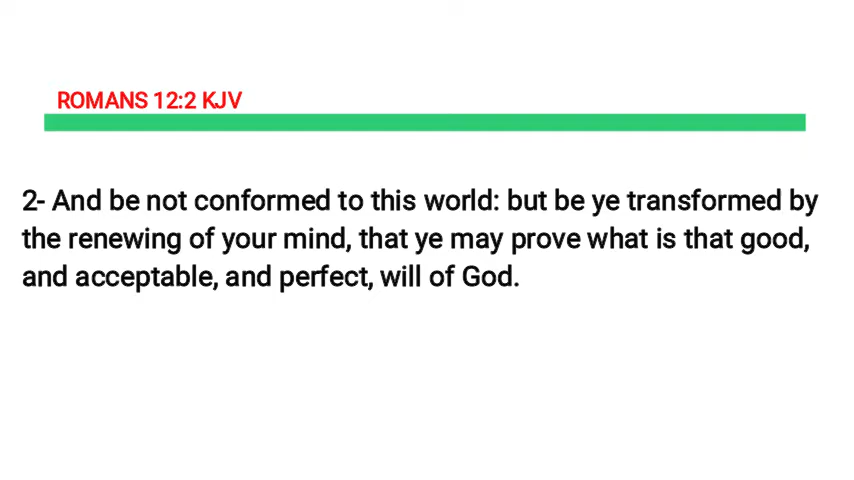 ROMANS 12:2 KJV
2- And be not conformed to this world: but be ye transformed by
the renewing of your mind, that ye may prove what is that good,
and acceptable, and perfect, will of God.